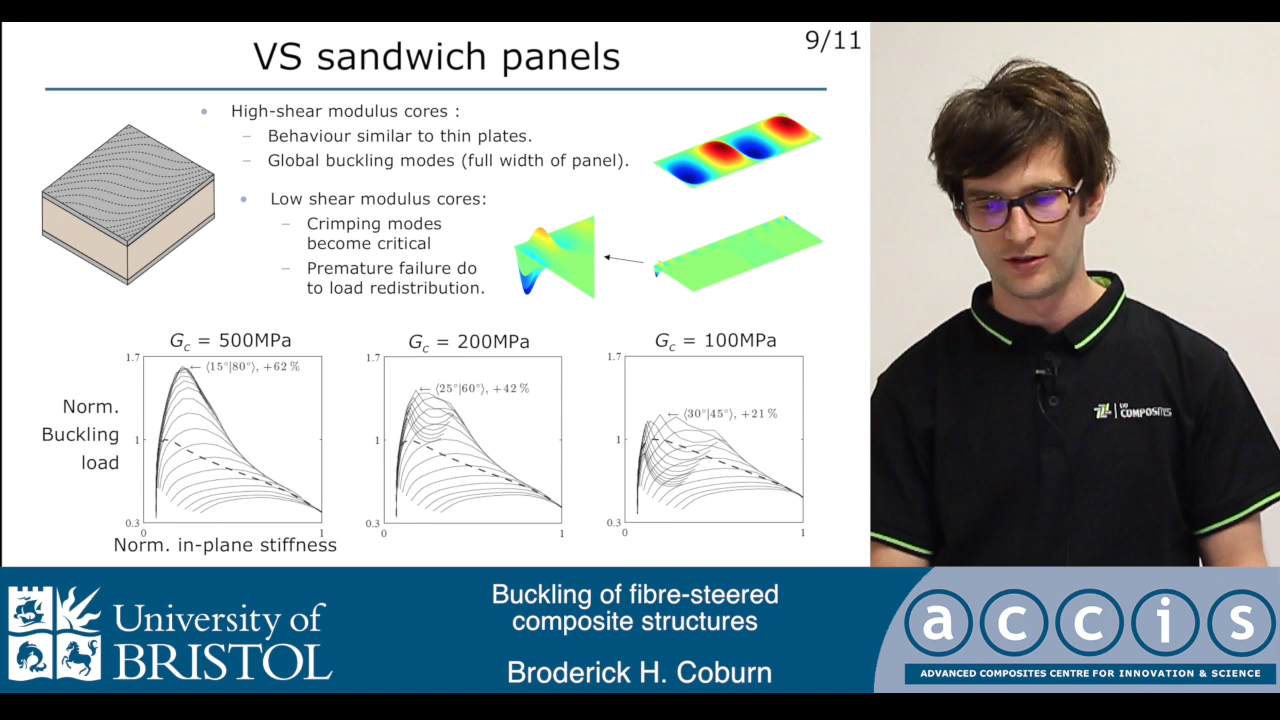 9/11
VS sandwich panels
• High-shear modulus cores :
– Behaviour similar to thin plates.
– Global buckling modes (full width of panel).
• Low shear modulus cores:
– Crimping modes
become critical
– Premature failure do
to load redistribution.
G_c = 500MPa
G_c = 200MPa
G_c = 100MPa
1.7
← ⟨15°|80°⟩, +62 %
1
0.3
0
1
1.7
← ⟨25°|60°⟩, +42 %
1
0.3
0
1
1.7
← ⟨30°|45°⟩, +21 %
1
0.3
0
1
Norm.
Buckling
load
Norm. in-plane stiffness
COMPOSITES
University of
BRISTOL
Buckling of fibre-steered
composite structures
Broderick H. Coburn
accis
ADVANCED COMPOSITES CENTRE FOR INNOVATION & SCIENCE